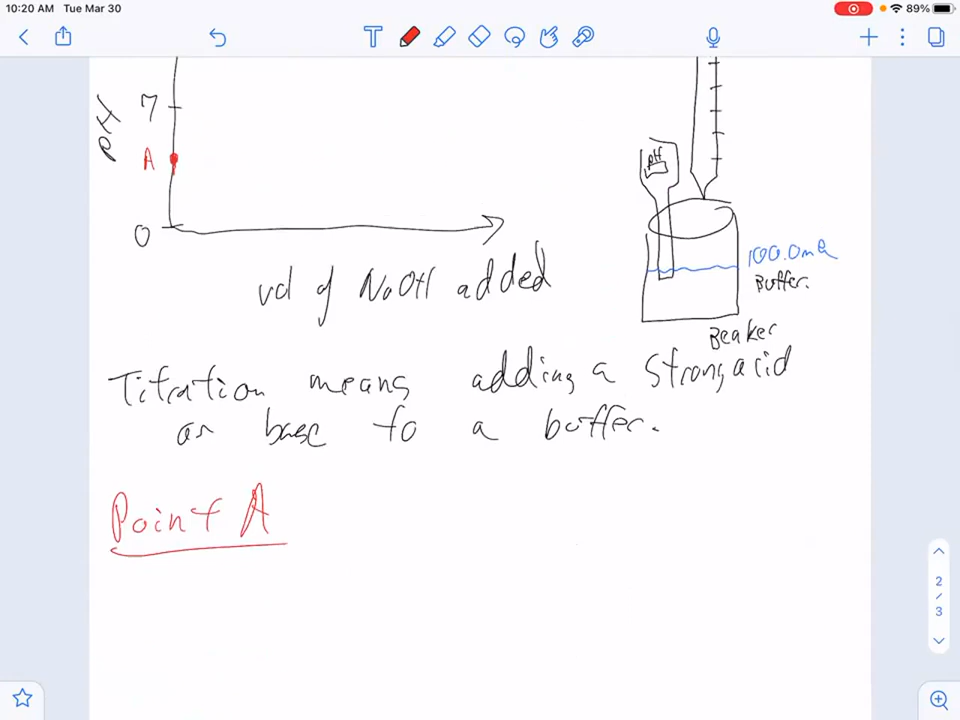 10:20 AM Tue Mar 30
89%
T
pH
7
A
0
vol of NaOH added
pH
100.0mL
Buffer.
Beaker
Titration means adding a strong acid
or base to a buffer.
Point A
2
/
3